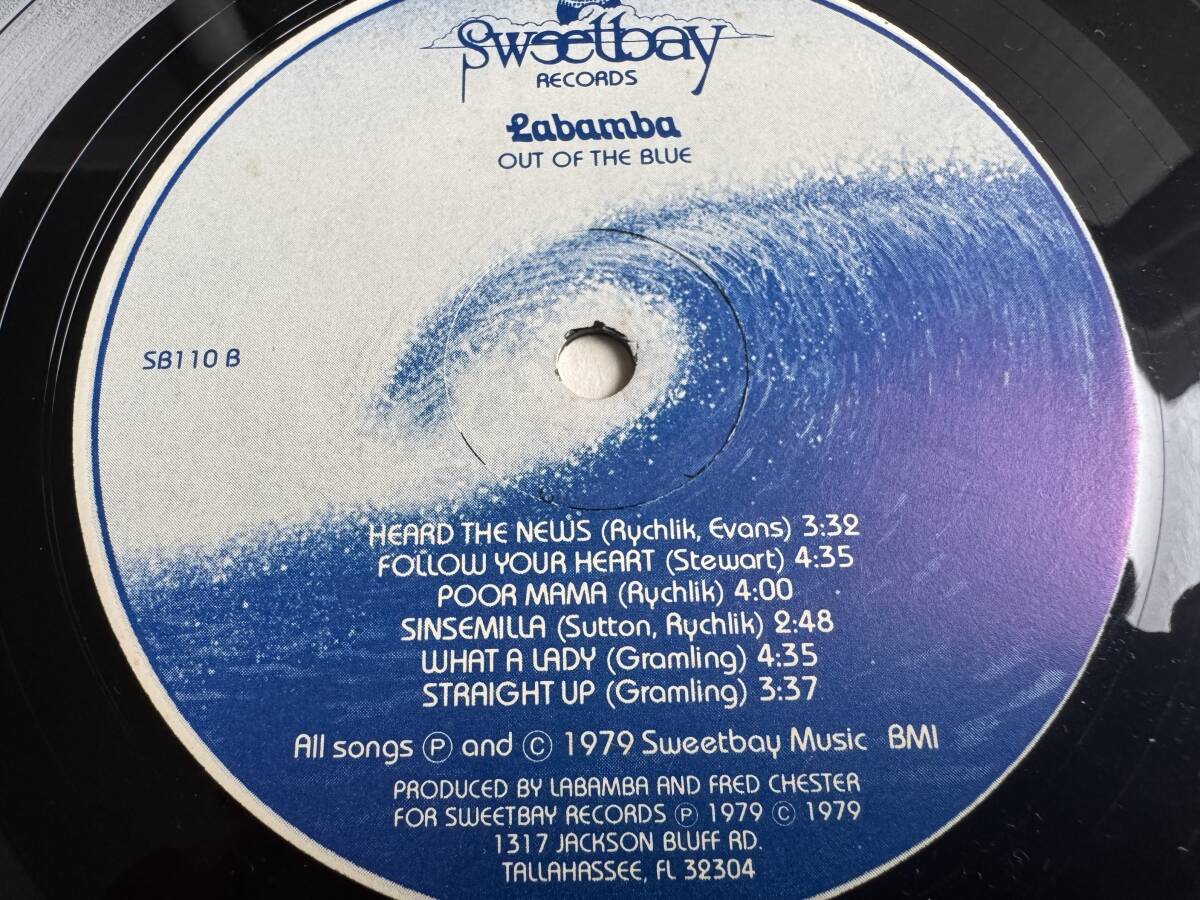 Sweetbay
RECORDS
Labamba
OUT OF THE BLUE
SB110 B
HEARD THE NEWS (Rychlik, Evans) 3:32
FOLLOW YOUR HEART (Stewart) 4:35
POOR MAMA (Rychlik) 4:00
SINSEMILLA (Sutton, Rychlik) 2:48
WHAT A LADY (Gramling) 4:35
STRAIGHT UP (Gramling) 3:37
All songs Ⓟ and Ⓒ 1979 Sweetbay Music BMI
PRODUCED BY LABAMBA AND FRED CHESTER
FOR SWEETBAY RECORDS Ⓟ 1979 Ⓒ 1979
1317 JACKSON BLUFF RD.
TALLAHASSEE, FL 32304